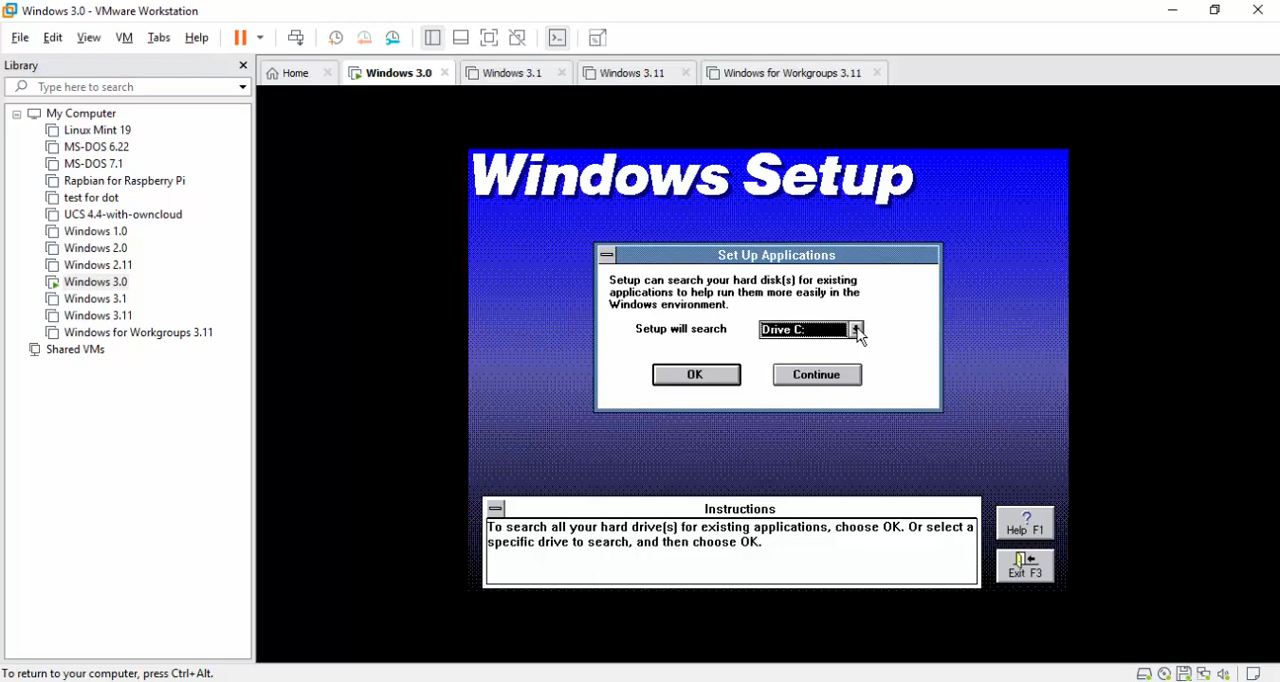 Windows 3.0 - VMware Workstation
File Edit View VM Tabs Help
Library
Type here to search
Home
Windows 3.0
Windows 3.1
Windows 3.11
Windows for Workgroups 3.11
My Computer
Linux Mint 19
MS-DOS 6.22
MS-DOS 7.1
Rapbian for Raspberry Pi
test for dot
UCS 4.4-with-owncloud
Windows 1.0
Windows 2.0
Windows 2.11
Windows 3.0
Windows 3.1
Windows 3.11
Windows for Workgroups 3.11
Shared VMs
Windows Setup
Set Up Applications
Setup can search your hard disk(s) for existing
applications to help run them more easily in the
Windows environment.
Setup will search Drive C:
OK Continue
Instructions
To search all your hard drive(s) for existing applications, choose OK. Or select a
specific drive to search, and then choose OK.
?
Help F1
Exit F3
To return to your computer, press Ctrl+Alt.